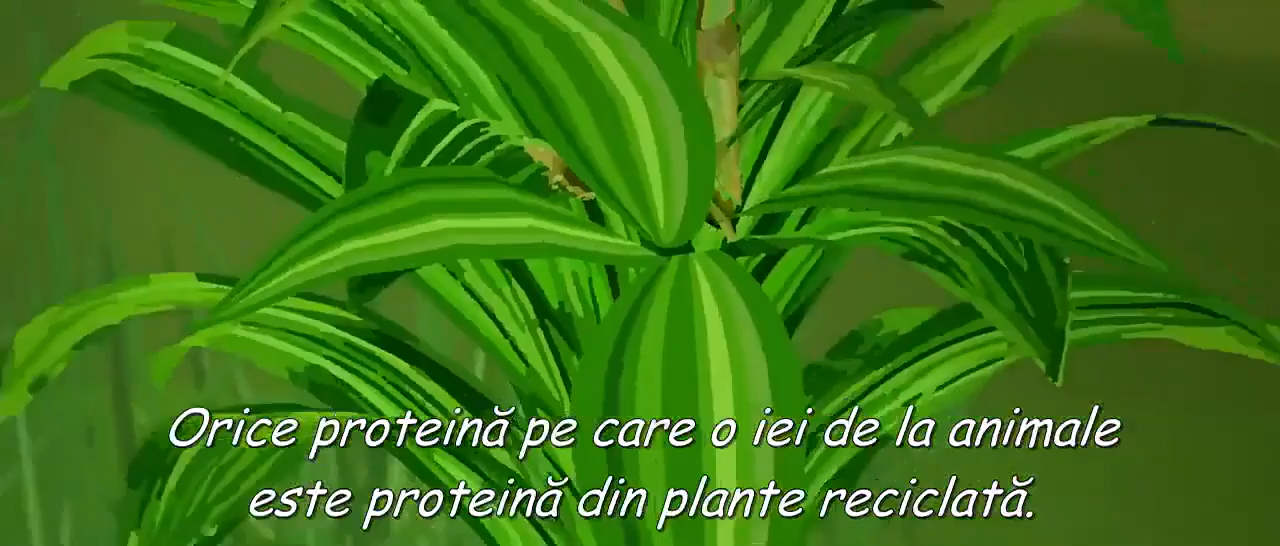 Orice proteină pe care o iei de la animale
este proteină din plante reciclată.